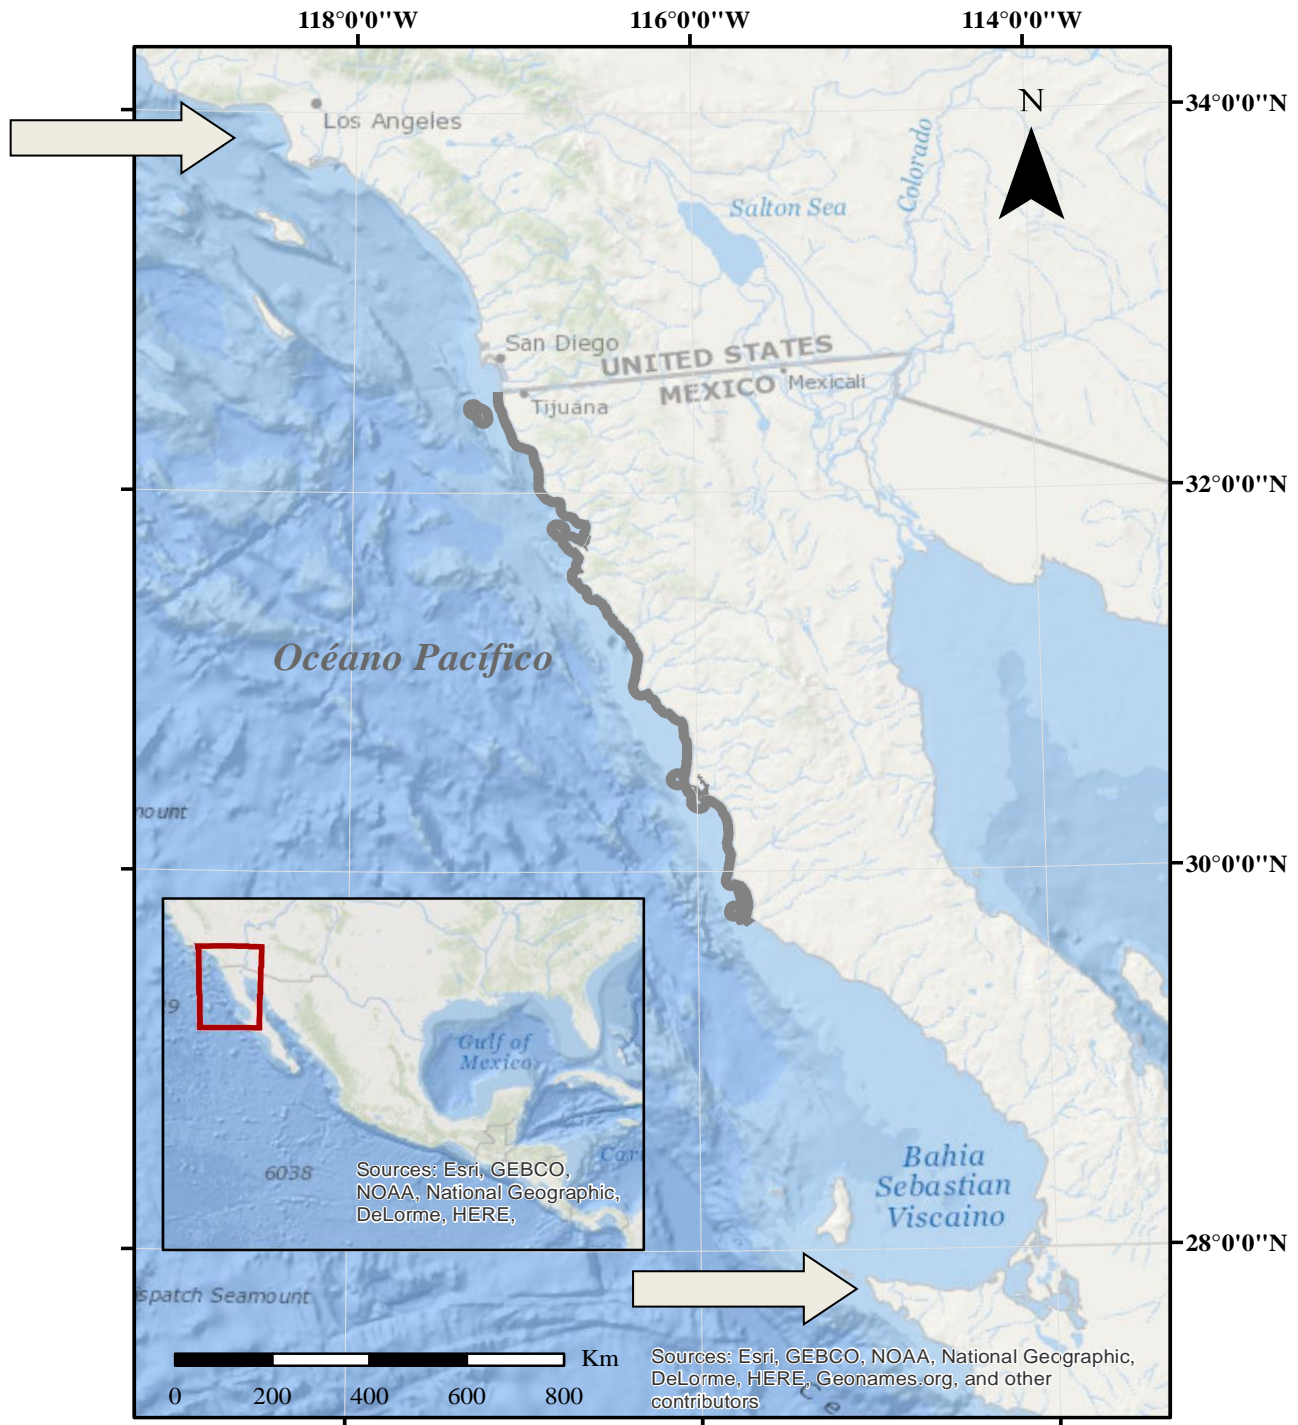 118°0'0"W
116°0'0"W
114°0'0"W
34°0'0"N
N
Los Angeles
Colorado
Salton Sea
San Diego
UNITED STATES
MEXICO
Mexicali
Tijuana
32°0'0"N
Océano Pacífico
ount
30°0'0"N
9
Gulf of
Mexico
6038
Car
Sources: Esri, GEBCO,
NOAA, National Geographic,
DeLorme, HERE,
Bahia
Sebastian
Viscaino
28°0'0"N
spatch Seamount
Km
0 200 400 600 800
Sources: Esri, GEBCO, NOAA, National Geographic,
DeLorme, HERE, Geonames.org, and other
contributors
C e